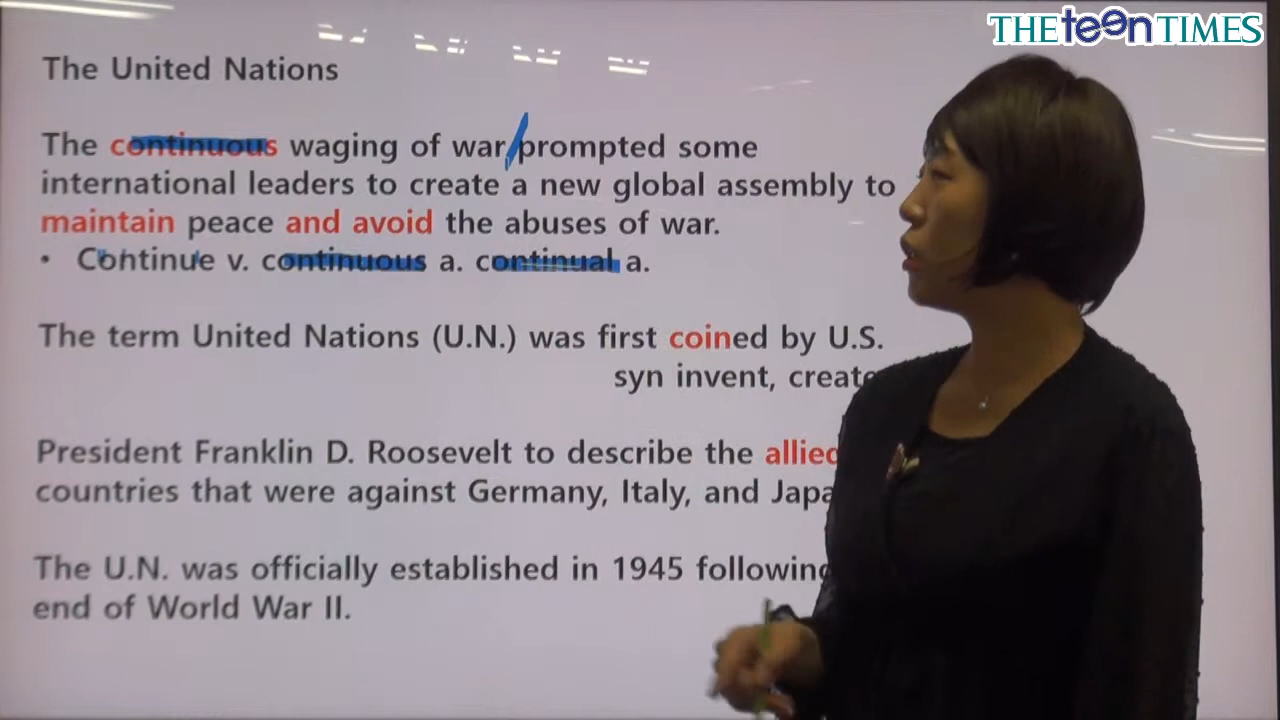 THE teen TIMES
The United Nations
The continuous waging of war prompted some
international leaders to create a new global assembly to
maintain peace and avoid the abuses of war.
• Continue v. continuous a. continual a.
The term United Nations (U.N.) was first coined by U.S.
syn invent, create
President Franklin D. Roosevelt to describe the allied
countries that were against Germany, Italy, and Japa
The U.N. was officially established in 1945 following
end of World War II.